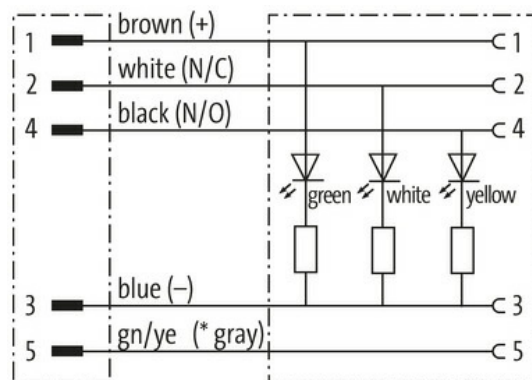 1 brown (+) 1
2 white (N/C) 2
4 black (N/O) 4
green white yellow
3 blue (–) 3
5 gn/ye (* gray) 5